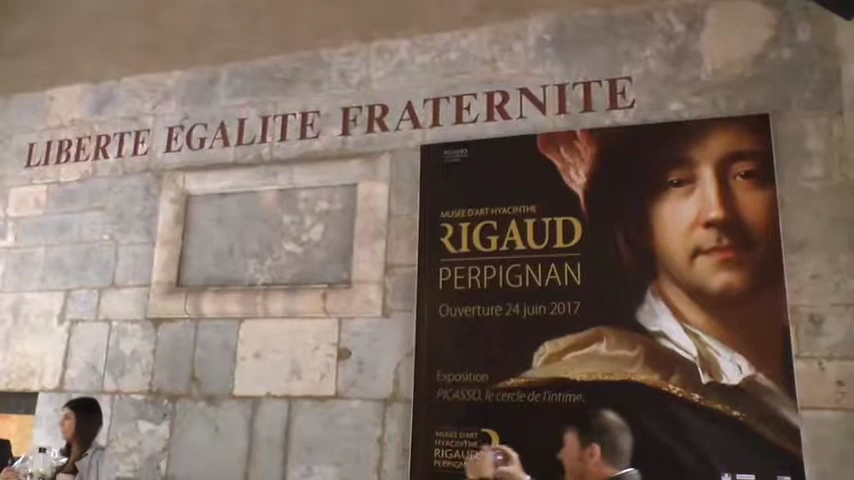 LIBERTE EGALITE FRATERNITE
MUSÉE D'ART HYACINTHE
RIGAUD
PERPIGNAN
Ouverture 24 juin 2017
Exposition
PICASSO, le cercle de l'intime
MUSÉE D'ART
HYACINTHE
RIGAUD
PERPIGNAN